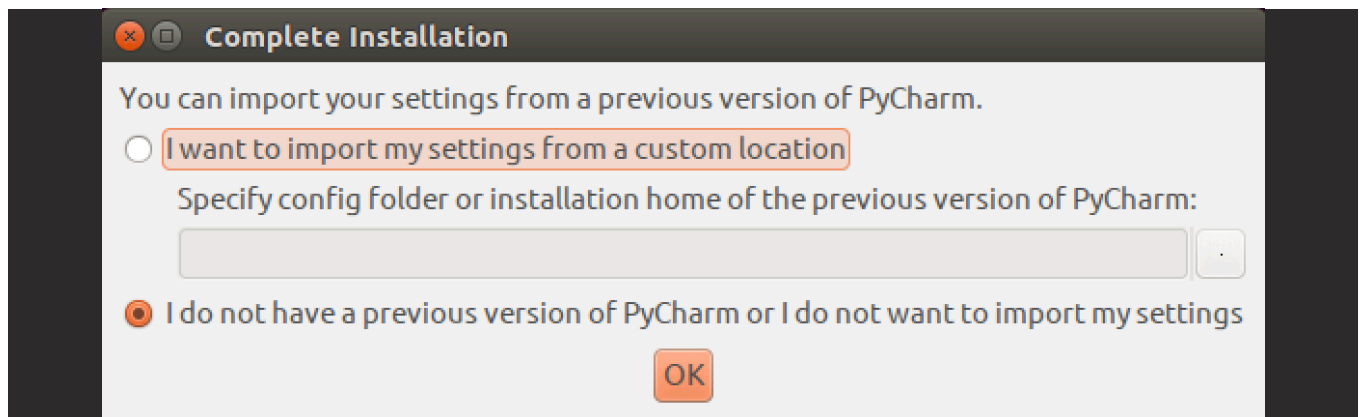 Complete Installation
You can import your settings from a previous version of PyCharm.
I want to import my settings from a custom location
Specify config folder or installation home of the previous version of PyCharm:
.
I do not have a previous version of PyCharm or I do not want to import my settings
OK